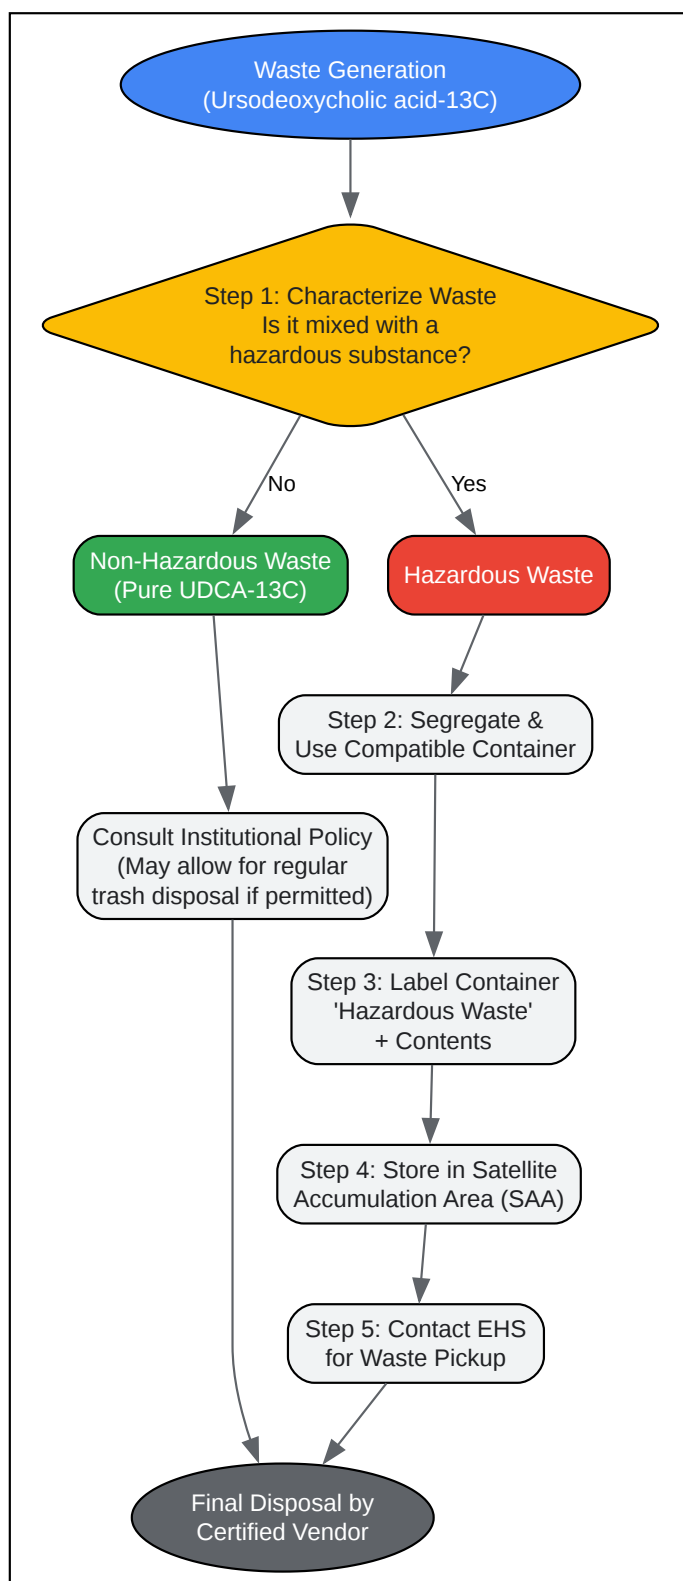 Waste Generation
(Ursodeoxycholic acid-13C)
Step 1: Characterize Waste
Is it mixed with a
hazardous substance?
No
Yes
Non-Hazardous Waste
(Pure UDCA-13C)
Hazardous Waste
Step 2: Segregate &
Use Compatible Container
Consult Institutional Policy
(May allow for regular
trash disposal if permitted)
Step 3: Label Container
'Hazardous Waste'
+ Contents
Step 4: Store in Satellite
Accumulation Area (SAA)
Step 5: Contact EHS
for Waste Pickup
Final Disposal by
Certified Vendor